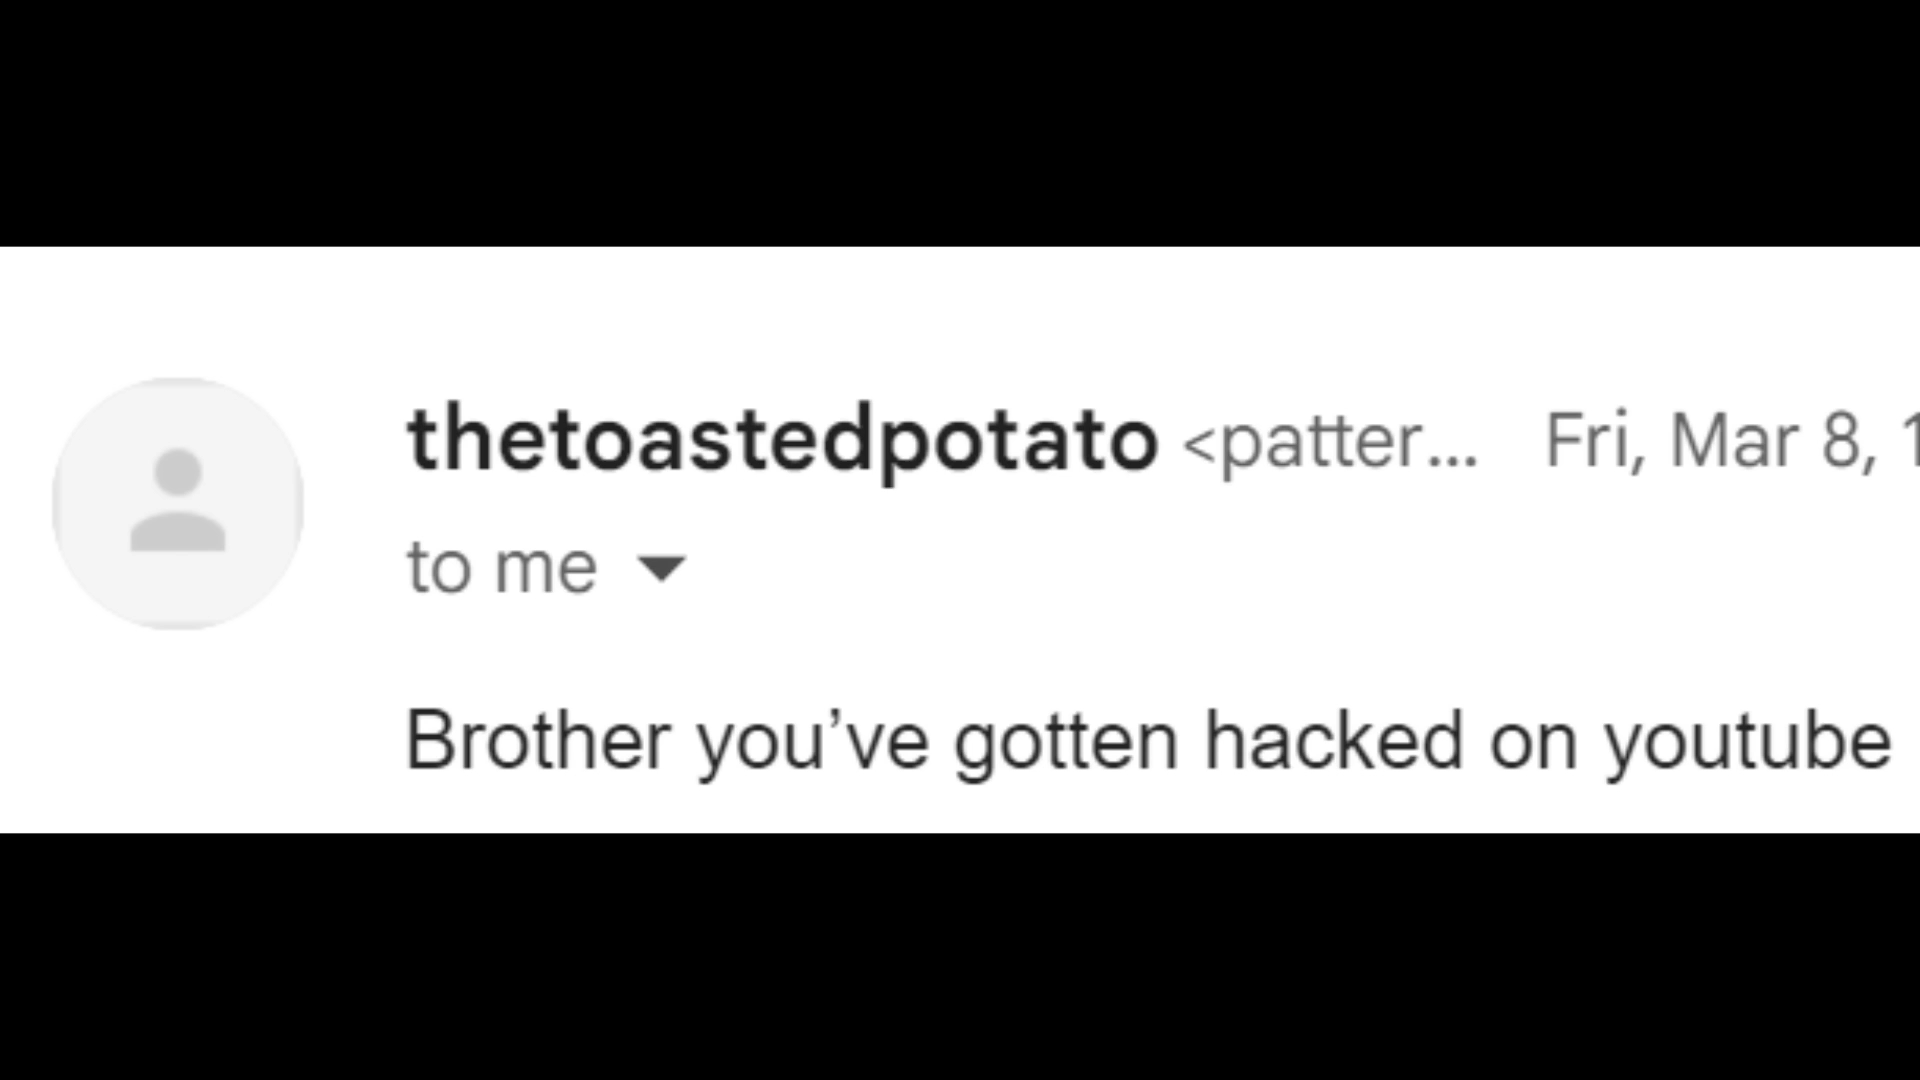 thetoastedpotato <patter... Fri, Mar 8, 1
to me
Brother you’ve gotten hacked on youtube